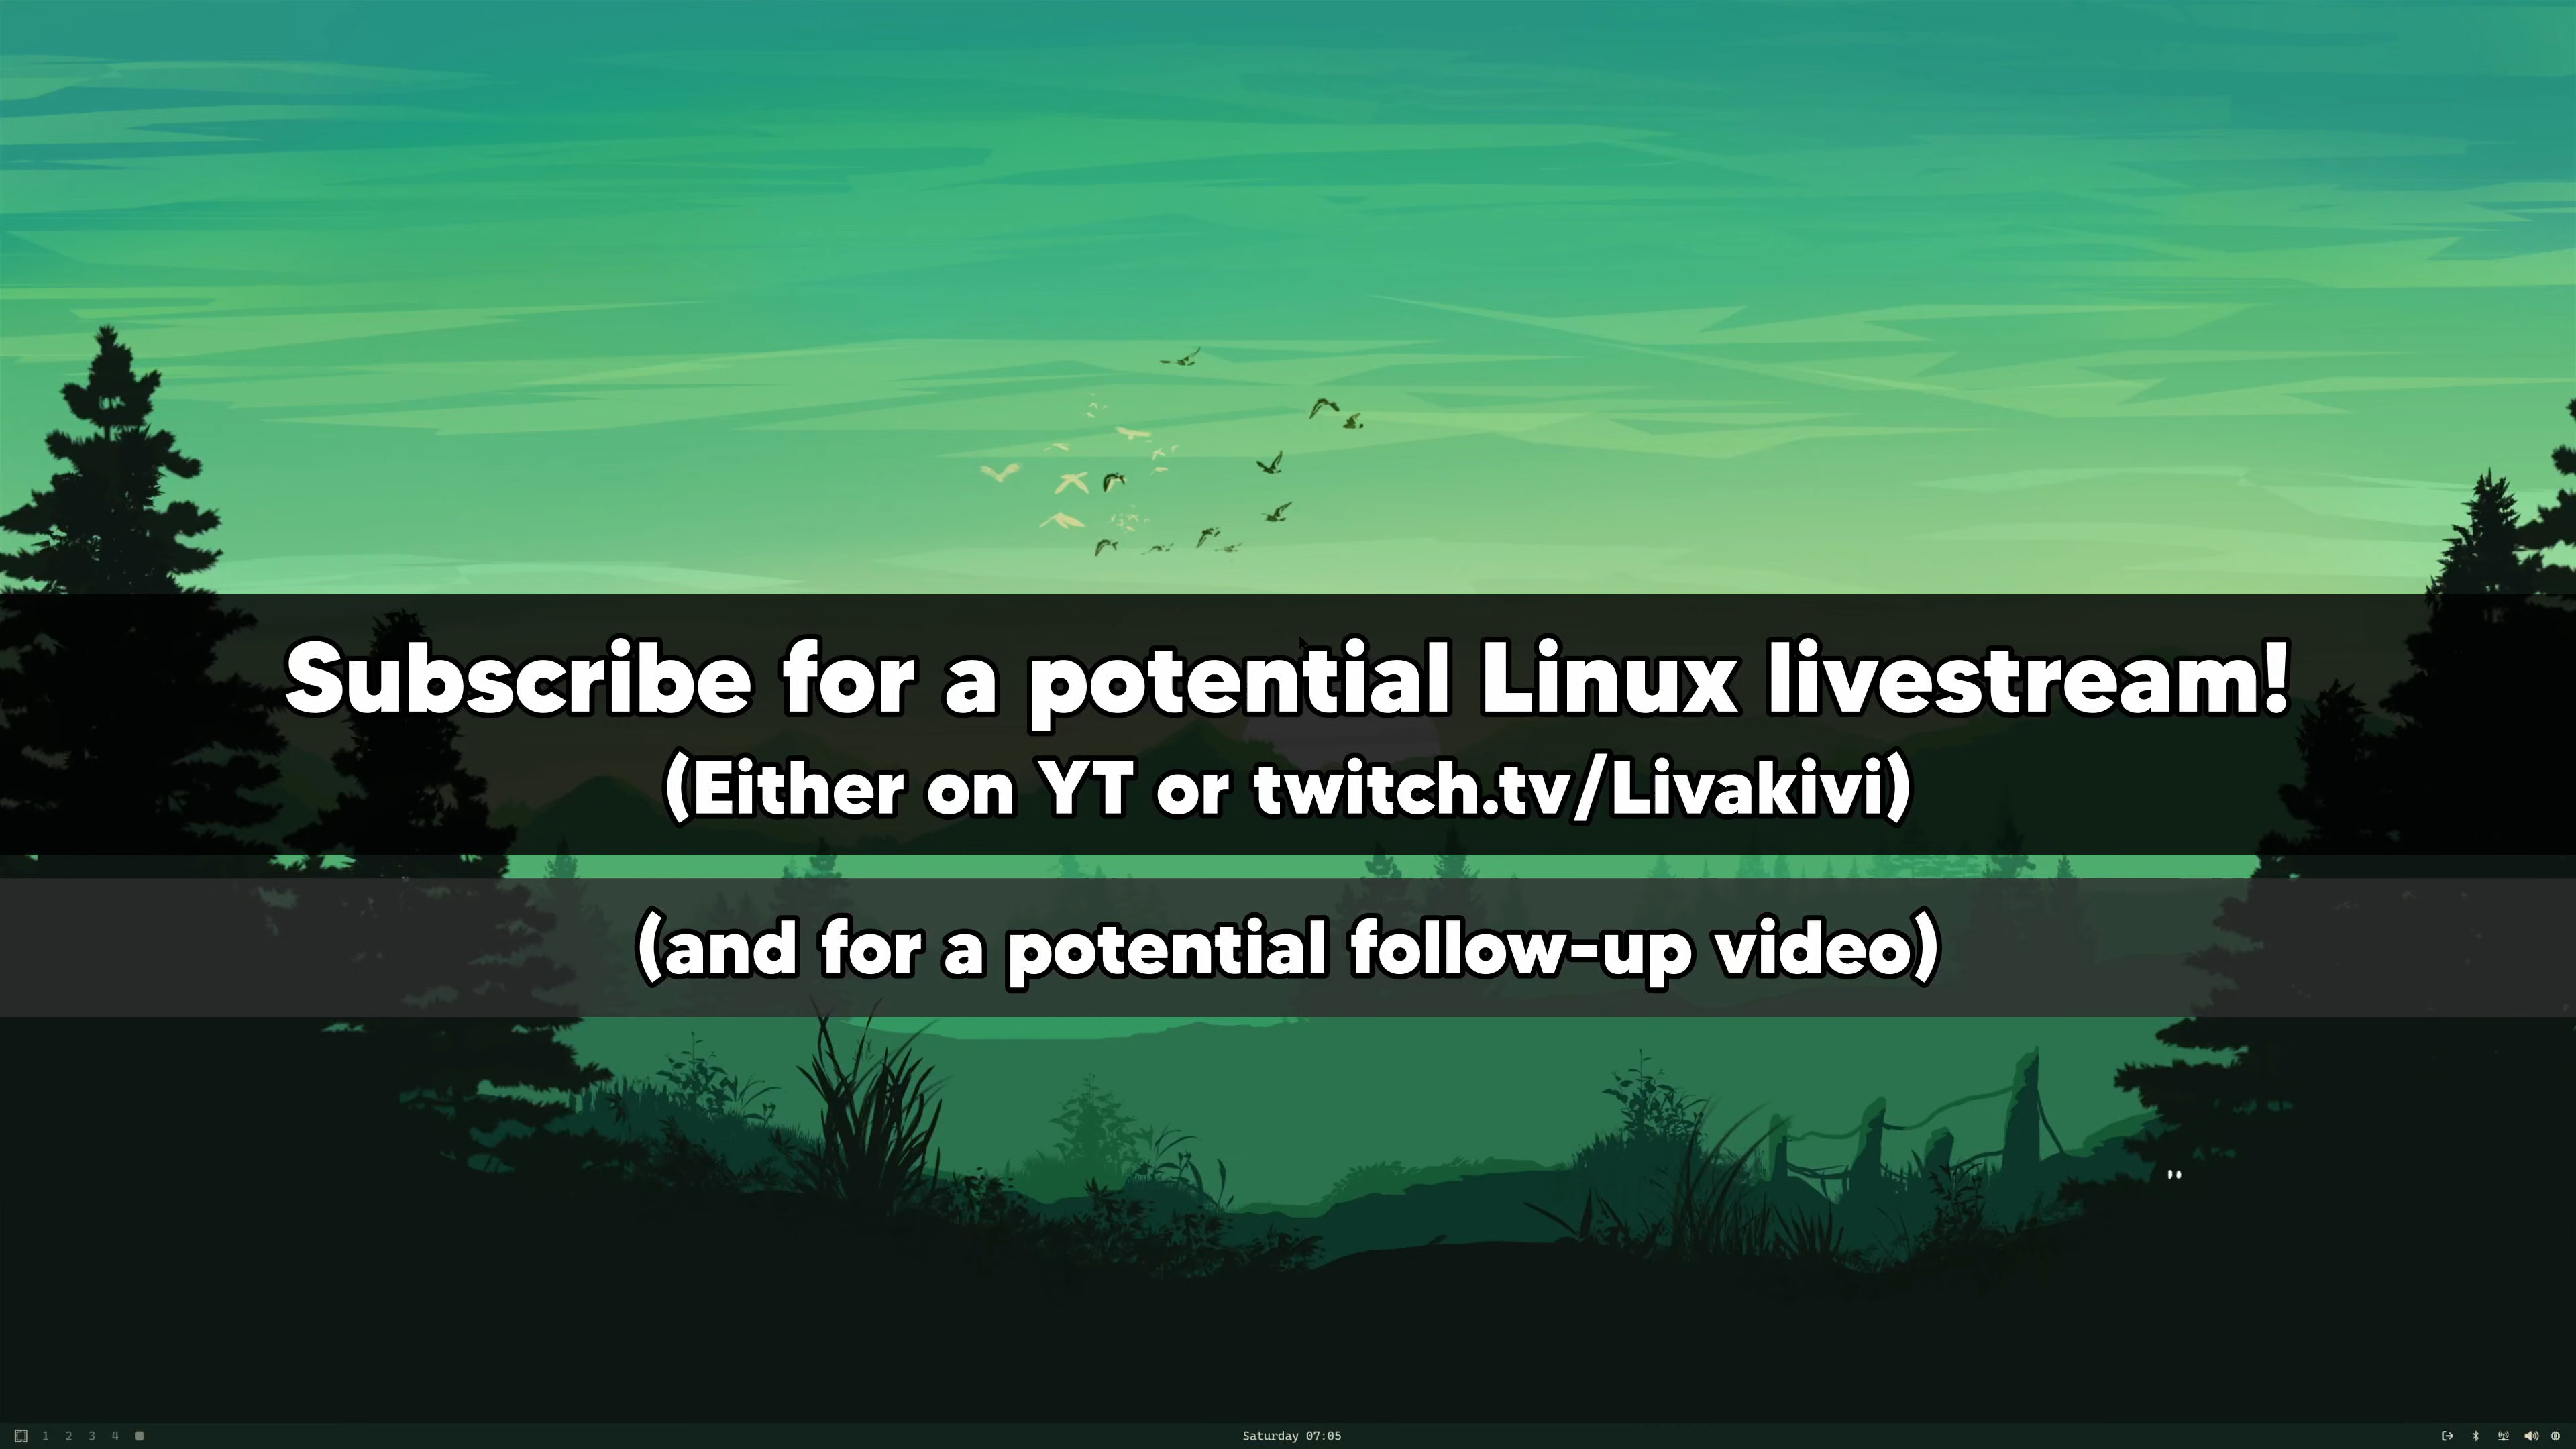 Subscribe for a potential Linux livestream!
(Either on YT or twitch.tv/Livakivi)
(and for a potential follow-up video)
1 2 3 4
Saturday 07:05